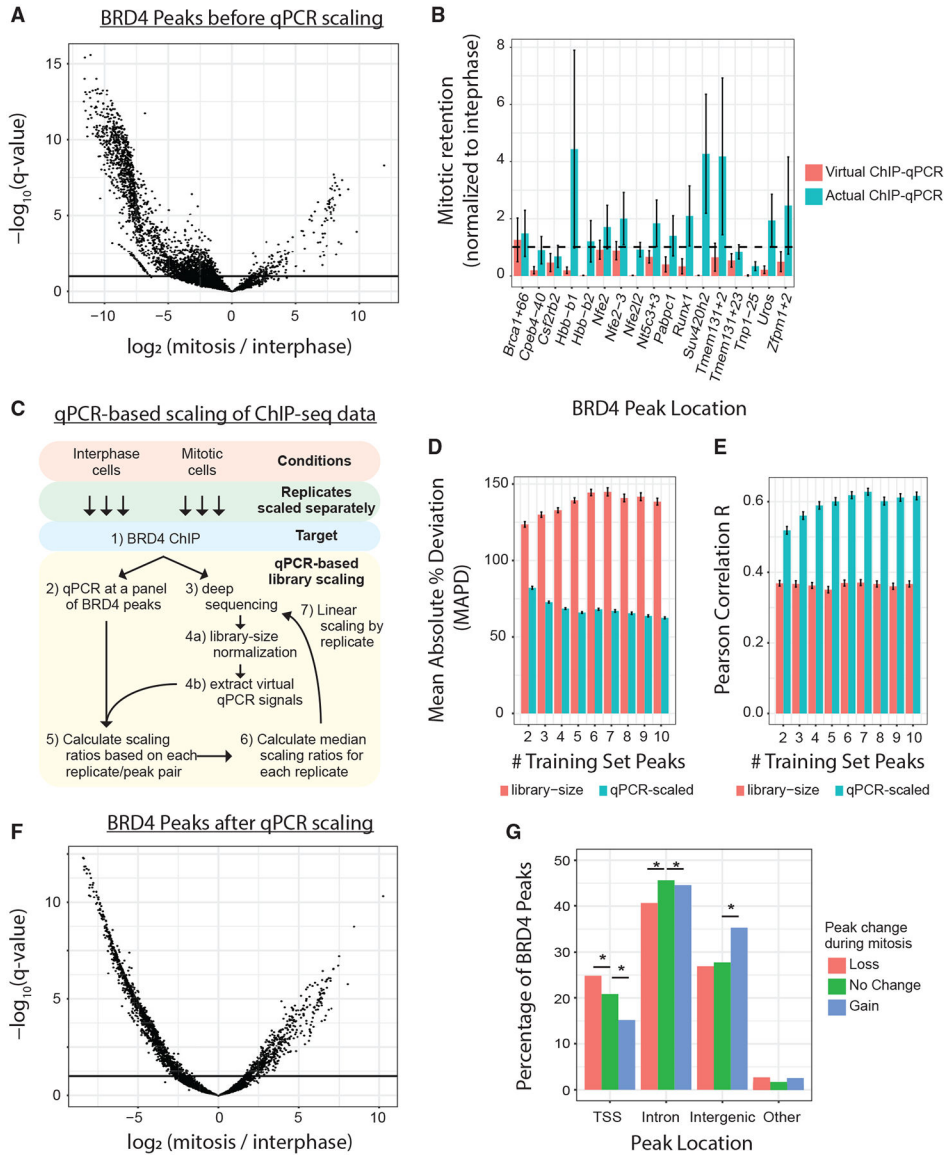 A
BRD4 Peaks before qPCR scaling
15
10
5
0
−log10(q-value)
−10
−5
0
5
10
log₂ (mitosis / interphase)
B
Mitotic retention
(normalized to inteprhase)
8
6
4
2
0
Virtual ChIP-qPCR
Actual ChIP-qPCR
Brca1+66
Cpeb4−40
Csf2rb2
Hbb−b1
Hbb−b2
Nfe2
Nfe2−3
Nfe2l2
Nt5c3+3
Pabpc1
Runx1
Suv420h2
Tmem131+2
Tmem131+23
Tnp1−25
Uros
Zfpm1+2
BRD4 Peak Location
C
qPCR-based scaling of ChIP-seq data
Interphase cells
Mitotic cells
Conditions
Replicates scaled separately
1) BRD4 ChIP
Target
qPCR-based library scaling
2) qPCR at a panel of BRD4 peaks
3) deep sequencing
4a) library-size normalization
4b) extract virtual qPCR signals
7) Linear scaling by replicate
5) Calculate scaling ratios based on each replicate/peak pair
6) Calculate median scaling ratios for each replicate
D
Mean Absolute % Deviation
(MAPD)
150
100
50
0
2 3 4 5 6 7 8 9 10
# Training Set Peaks
library−size
qPCR−scaled
E
Pearson Correlation R
0.6
0.4
0.2
0.0
2 3 4 5 6 7 8 9 10
# Training Set Peaks
library−size
qPCR−scaled
F
BRD4 Peaks after qPCR scaling
10
5
0
−log10(q-value)
−5
0
5
10
log₂ (mitosis / interphase)
G
Percentage of BRD4 Peaks
50
40
30
20
10
0
* * * * *
TSS
Intron
Intergenic
Other
Peak Location
Peak change
during mitosis
Loss
No Change
Gain